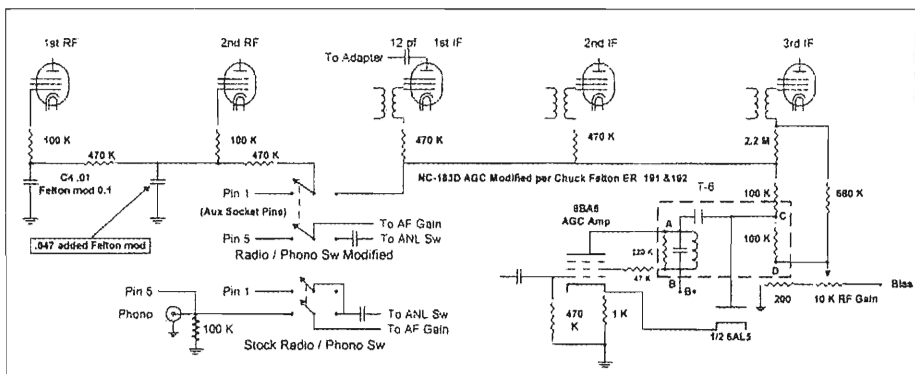 1st RF
2nd RF
12 pf
1st IF
2nd IF
3rd IF
To Adapter
100 K
100 K
470 K
470 K
2.2 M
470 K
470 K
C4 .01
Felton mod 0.1
NC-183D AGC Modified per Chuck Felton ER 191 & 192
680 K
Pin 1
(Aux Socket Pins)
T-6
100 K
C
6BA6
AGC Amp
A
100 K
.047 added Felton mod
Pin 5
To AF Gain
To ANL Sw
Radio / Phono Sw Modified
47 K
B
B+
D
Bias
200
10 K RF Gain
Pin 5
Pin 1
Phono
100 K
To ANL Sw
To AF Gain
Stock Radio / Phono Sw
470
K
1 K
1/2 6AL5